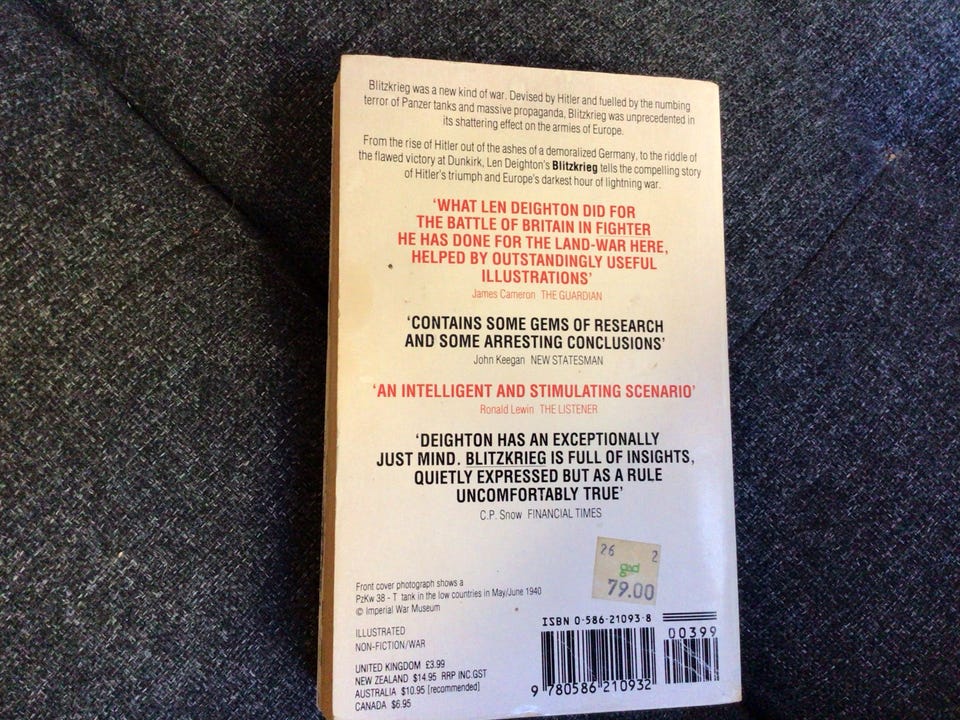 Blitzkrieg was a new kind of war. Devised by Hitler and fuelled by the numbing
terror of Panzer tanks and massive propaganda, Blitzkrieg was unprecedented in
its shattering effect on the armies of Europe.
From the rise of Hitler out of the ashes of a demoralized Germany, to the riddle of
the flawed victory at Dunkirk, Len Deighton's Blitzkrieg tells the compelling story
of Hitler's triumph and Europe's darkest hour of lightning war.
'WHAT LEN DEIGHTON DID FOR
THE BATTLE OF BRITAIN IN FIGHTER
HE HAS DONE FOR THE LAND-WAR HERE,
HELPED BY OUTSTANDINGLY USEFUL
ILLUSTRATIONS'
James Cameron THE GUARDIAN
'CONTAINS SOME GEMS OF RESEARCH
AND SOME ARRESTING CONCLUSIONS'
John Keegan NEW STATESMAN
'AN INTELLIGENT AND STIMULATING SCENARIO'
Ronald Lewin THE LISTENER
'DEIGHTON HAS AN EXCEPTIONALLY
JUST MIND. BLITZKRIEG IS FULL OF INSIGHTS,
QUIETLY EXPRESSED BUT AS A RULE
UNCOMFORTABLY TRUE'
C.P. Snow FINANCIAL TIMES
26 2
gad
79.00
Front cover photograph shows a
PzKw 38 - T tank in the low countries in May/June 1940
© Imperial War Museum
ILLUSTRATED
NON-FICTION/WAR
UNITED KINGDOM £3.99
NEW ZEALAND $14.95 RRP INC.GST
AUSTRALIA $10.95 [recommended]
CANADA $6.95
ISBN 0-586-21093-8
00399
9 780586 210932